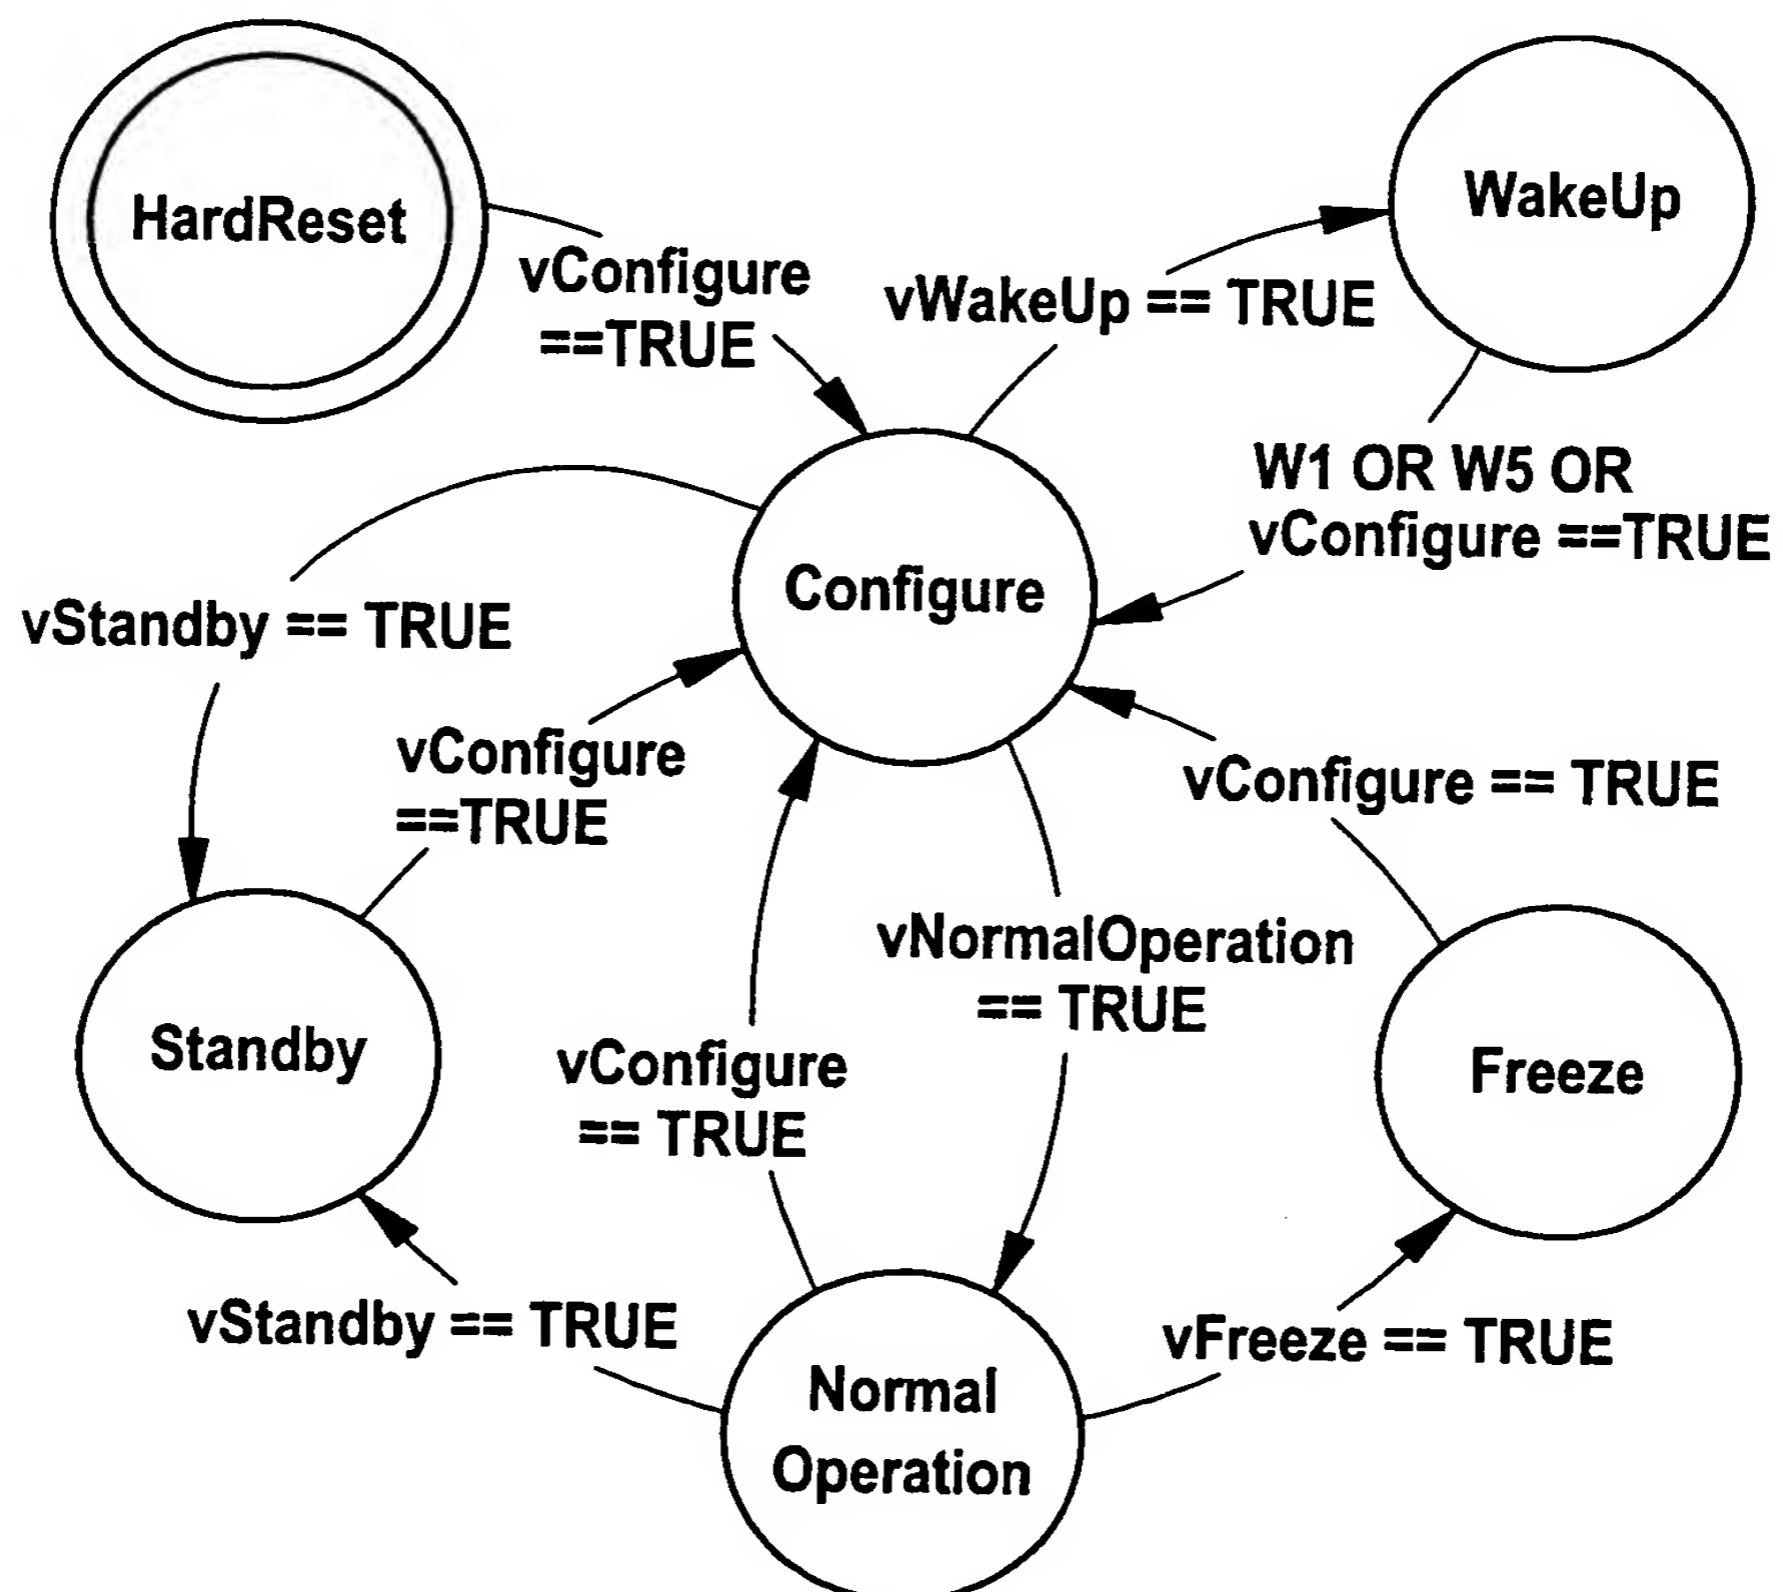 HardReset
WakeUp
vConfigure
==TRUE
vWakeUp == TRUE
W1 OR W5 OR
vConfigure ==TRUE
Configure
vStandby == TRUE
vConfigure
==TRUE
vConfigure == TRUE
vNormalOperation
== TRUE
Standby
vConfigure
== TRUE
Freeze
vStandby == TRUE
vFreeze == TRUE
Normal
Operation